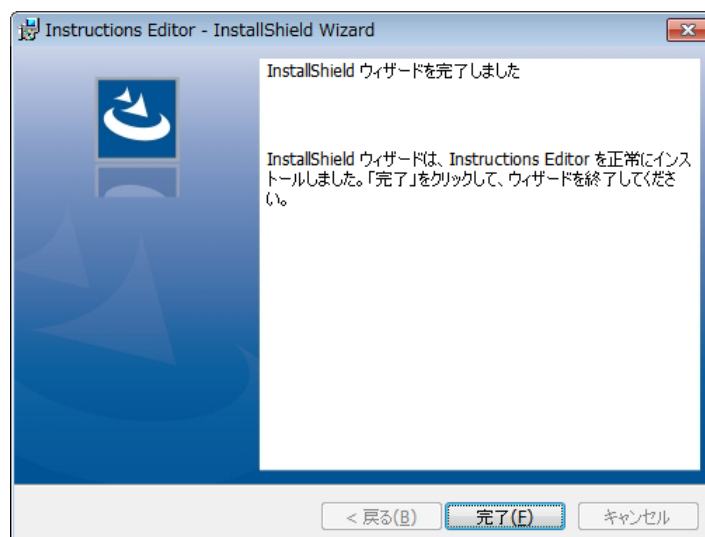 Instructions Editor - InstallShield Wizard
InstallShield ウィザードを完了しました
InstallShield ウィザードは、Instructions Editor を正常にインス
トールしました。「完了」をクリックして、ウィザードを終了してくださ
い。
< 戻る(B)
完了(F)
キャンセル